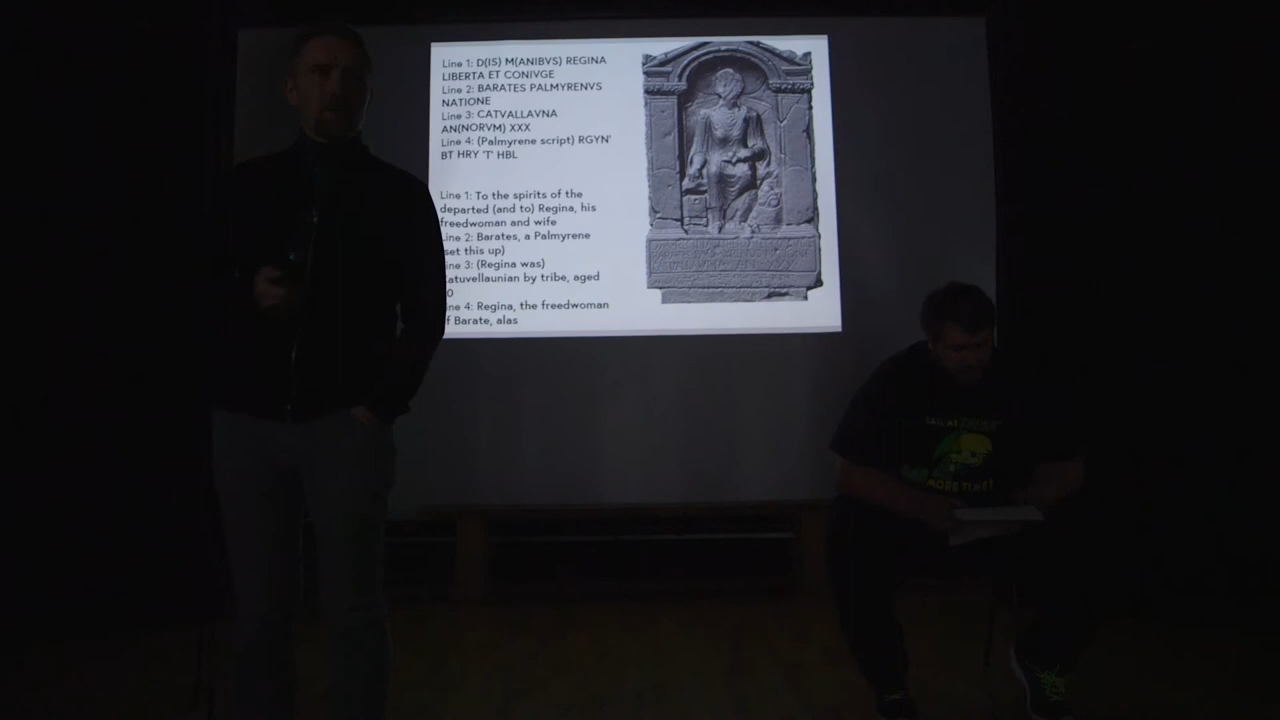 Line 1: D(IS) M(ANIBVS) REGINA
LIBERTA ET CONIVGE
Line 2: BARATES PALMYRENVS
NATIONE
Line 3: CATVALLAVNA
AN(NORVM) XXX
Line 4: (Palmyrene script) RGYN'
BT HRY 'T' HBL
Line 1: To the spirits of the
departed (and to) Regina, his
freedwoman and wife
Line 2: Barates, a Palmyrene
set this up)
ine 3: (Regina was)
atuvellaunian by tribe, aged
0
ne 4: Regina, the freedwoman
f Barate, alas
MORE